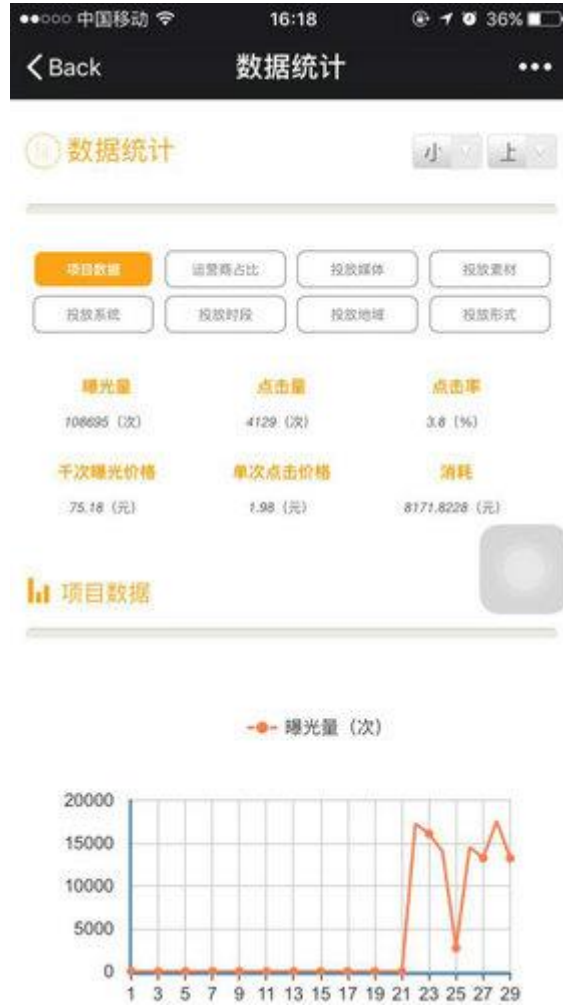 中国移动 16:18 36%
Back 数据统计
数据统计 小 上
项目数据 运营商占比 投放媒体 投放素材
投放系统 投放时段 投放地域 投放形式
曝光量 点击量 点击率
108695（次） 4129（次） 3.8（%）
千次曝光价格 单次点击价格 消耗
75.18（元） 1.98（元） 8171.8228（元）
项目数据
曝光量（次）
20000
15000
10000
5000
0
1 3 5 7 9 11 13 15 17 19 21 23 25 27 29